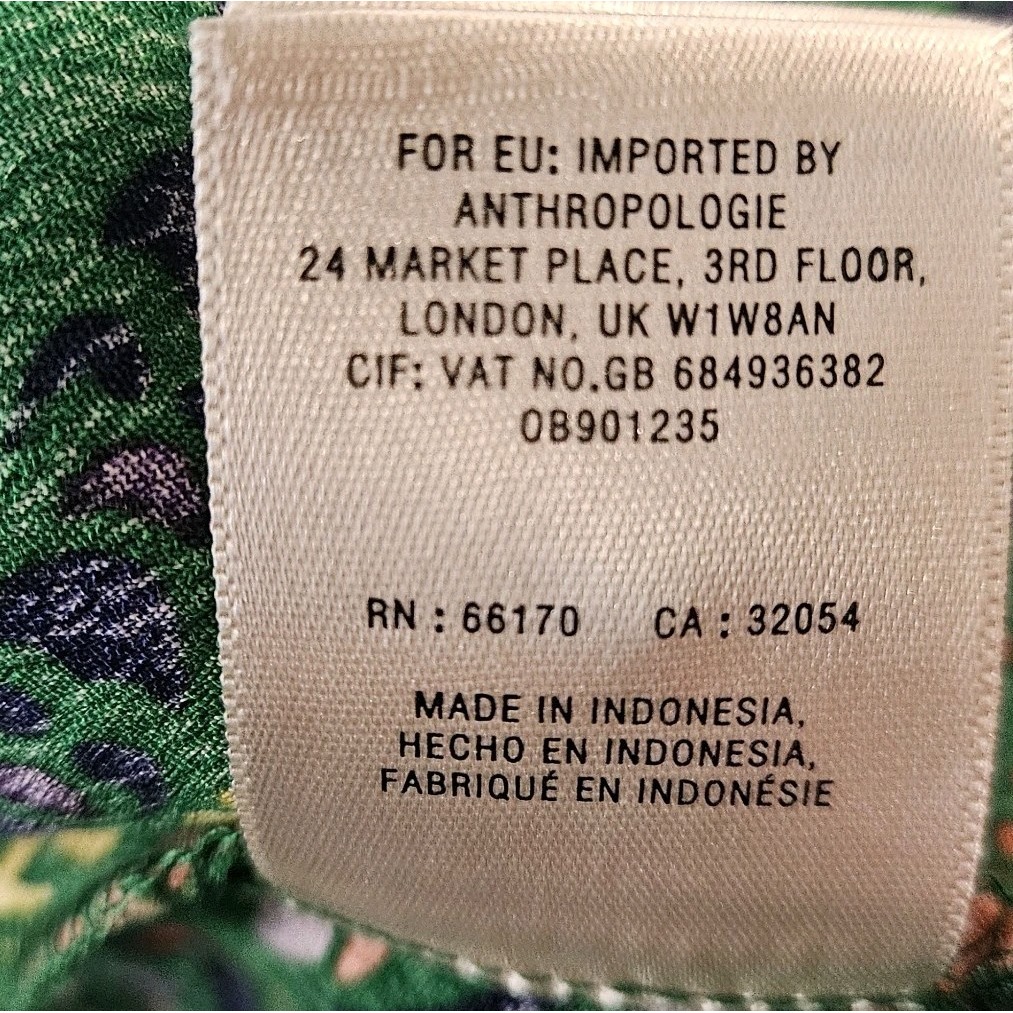 FOR EU: IMPORTED BY
ANTHROPOLOGIE
24 MARKET PLACE, 3RD FLOOR,
LONDON, UK W1W8AN
CIF: VAT NO.GB 684936382
0B901235
RN : 66170 CA : 32054
MADE IN INDONESIA,
HECHO EN INDONESIA,
FABRIQUÉ EN INDONÉSIE